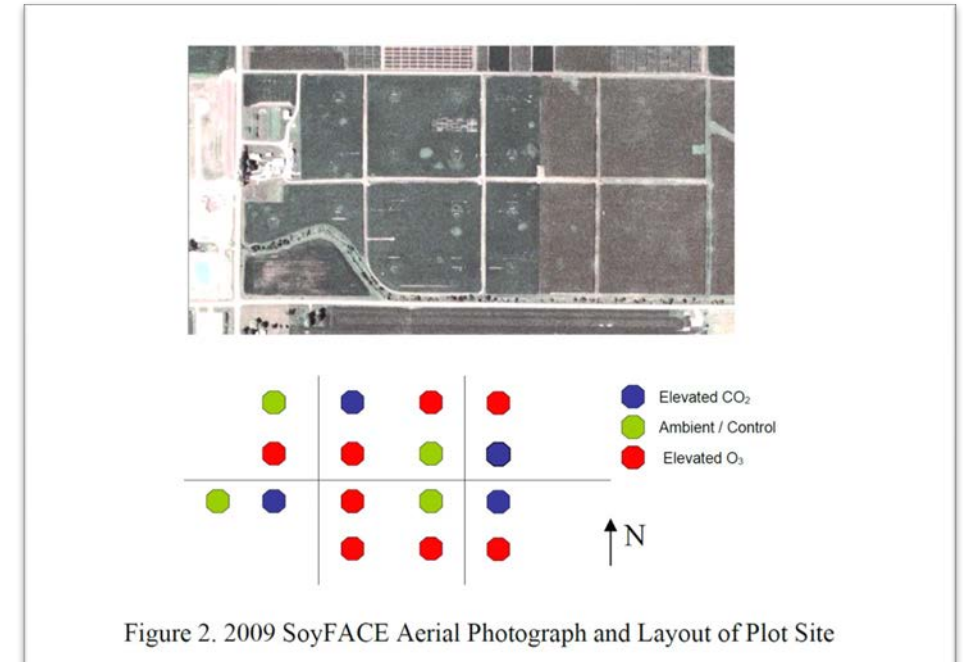 Elevated CO₂
Ambient / Control
Elevated O₃
N
Figure 2. 2009 SoyFACE Aerial Photograph and Layout of Plot Site